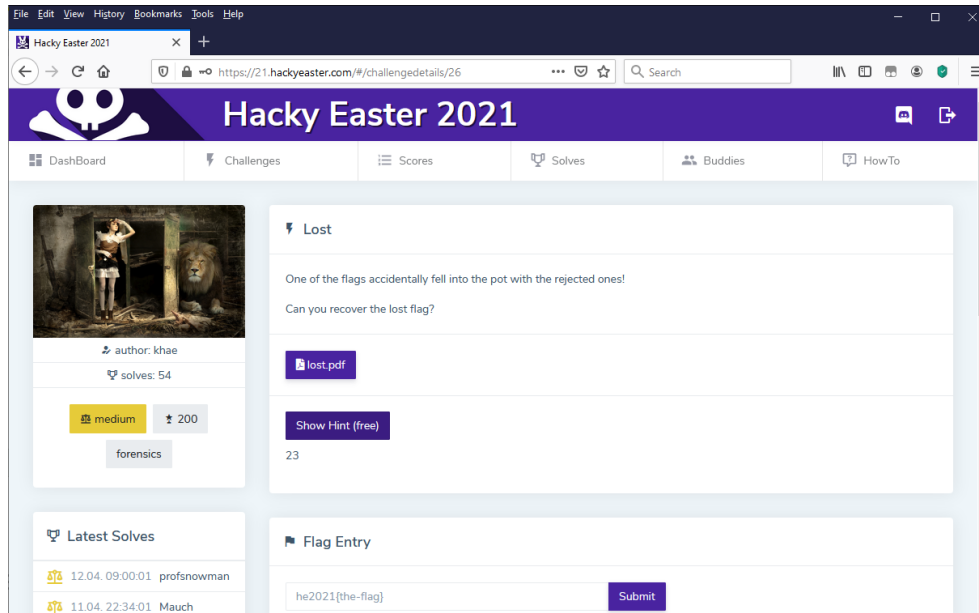 File Edit View History Bookmarks Tools Help
Hacky Easter 2021
https://21.hackyeaster.com/#/challengedetails/26
Search
Hacky Easter 2021
DashBoard
Challenges
Scores
Solves
Buddies
HowTo
author: khae
solves: 54
medium
200
forensics
Latest Solves
12.04. 09:00:01 profsnowman
11.04. 22:34:01 Mauch
Lost
One of the flags accidentally fell into the pot with the rejected ones!
Can you recover the lost flag?
lost.pdf
Show Hint (free)
23
Flag Entry
he2021{the-flag}
Submit